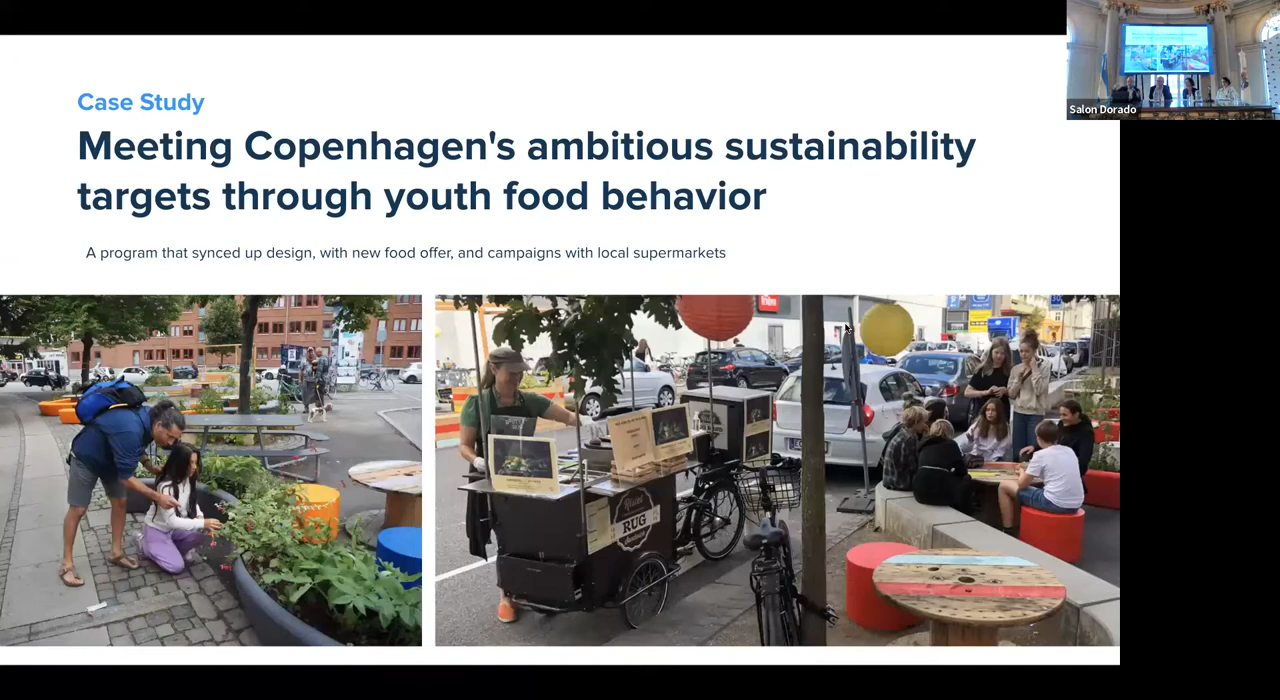 Case Study
Meeting Copenhagen's ambitious sustainability
targets through youth food behavior
A program that synced up design, with new food offer, and campaigns with local supermarkets
Salon Dorado
RUG